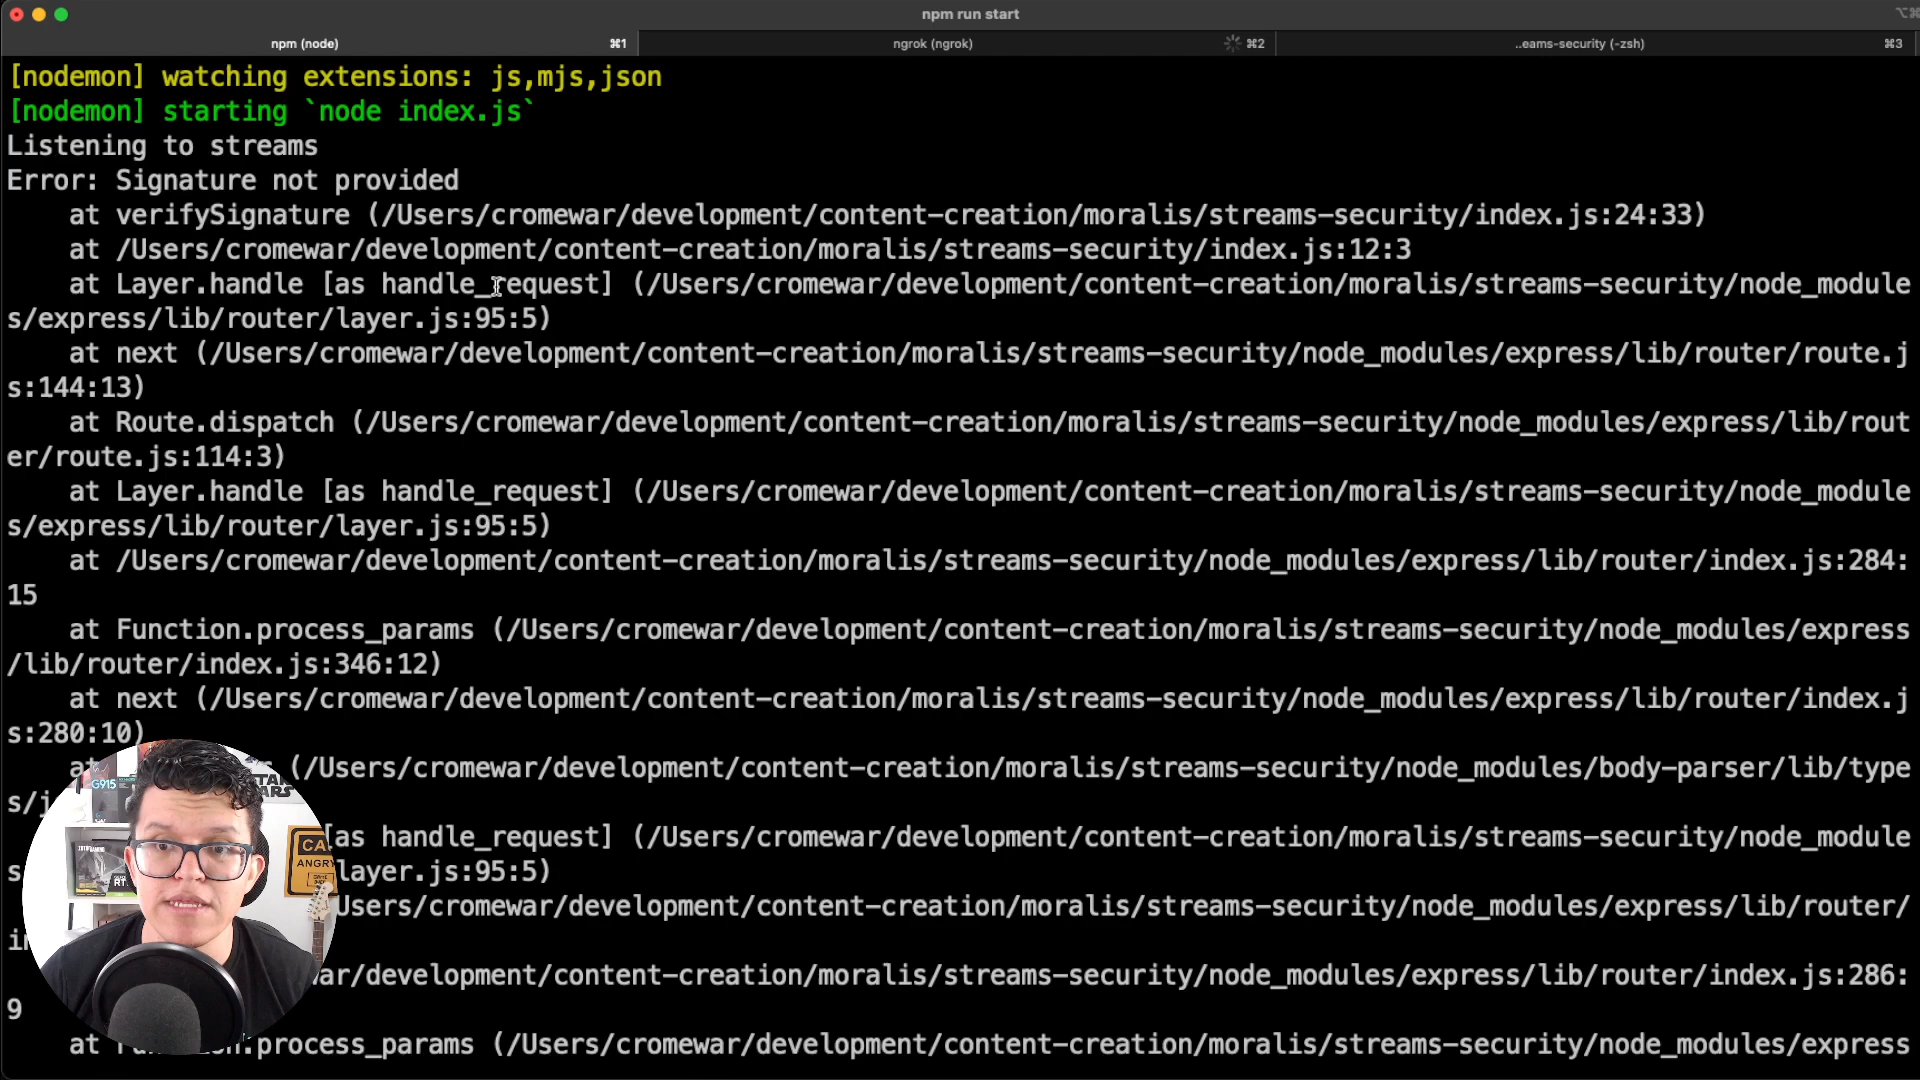 npm run start
npm (node) ⌘1 ngrok (ngrok) ⌘2 ..eams-security (-zsh) ⌘3
[nodemon] watching extensions: js,mjs,json
[nodemon] starting `node index.js`
Listening to streams
Error: Signature not provided
at verifySignature (/Users/cromewar/development/content-creation/moralis/streams-security/index.js:24:33)
at /Users/cromewar/development/content-creation/moralis/streams-security/index.js:12:3
at Layer.handle [as handle_request] (/Users/cromewar/development/content-creation/moralis/streams-security/node_module
s/express/lib/router/layer.js:95:5)
at next (/Users/cromewar/development/content-creation/moralis/streams-security/node_modules/express/lib/router/route.j
s:144:13)
at Route.dispatch (/Users/cromewar/development/content-creation/moralis/streams-security/node_modules/express/lib/rout
er/route.js:114:3)
at Layer.handle [as handle_request] (/Users/cromewar/development/content-creation/moralis/streams-security/node_module
s/express/lib/router/layer.js:95:5)
at /Users/cromewar/development/content-creation/moralis/streams-security/node_modules/express/lib/router/index.js:284:
15
at Function.process_params (/Users/cromewar/development/content-creation/moralis/streams-security/node_modules/express
/lib/router/index.js:346:12)
at next (/Users/cromewar/development/content-creation/moralis/streams-security/node_modules/express/lib/router/index.j
s:280:10)
at (/Users/cromewar/development/content-creation/moralis/streams-security/node_modules/body-parser/lib/type
s/j
[as handle_request] (/Users/cromewar/development/content-creation/moralis/streams-security/node_module
s layer.js:95:5)
Users/cromewar/development/content-creation/moralis/streams-security/node_modules/express/lib/router/
ar/development/content-creation/moralis/streams-security/node_modules/express/lib/router/index.js:286:
9
at process_params (/Users/cromewar/development/content-creation/moralis/streams-security/node_modules/express
G915
STAR
WARS
CA
ANGRY
RT